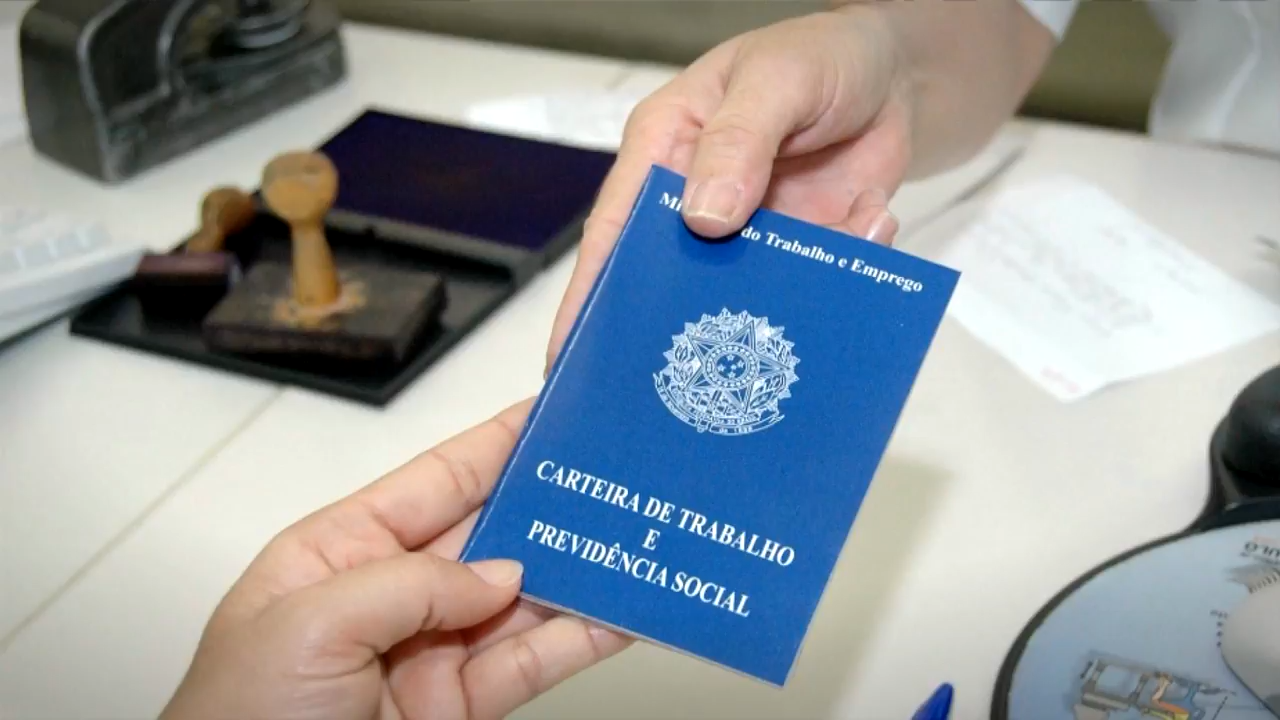 do Trabalho e Emprego
CARTEIRA DE TRABALHO
E
PREVIDÊNCIA SOCIAL